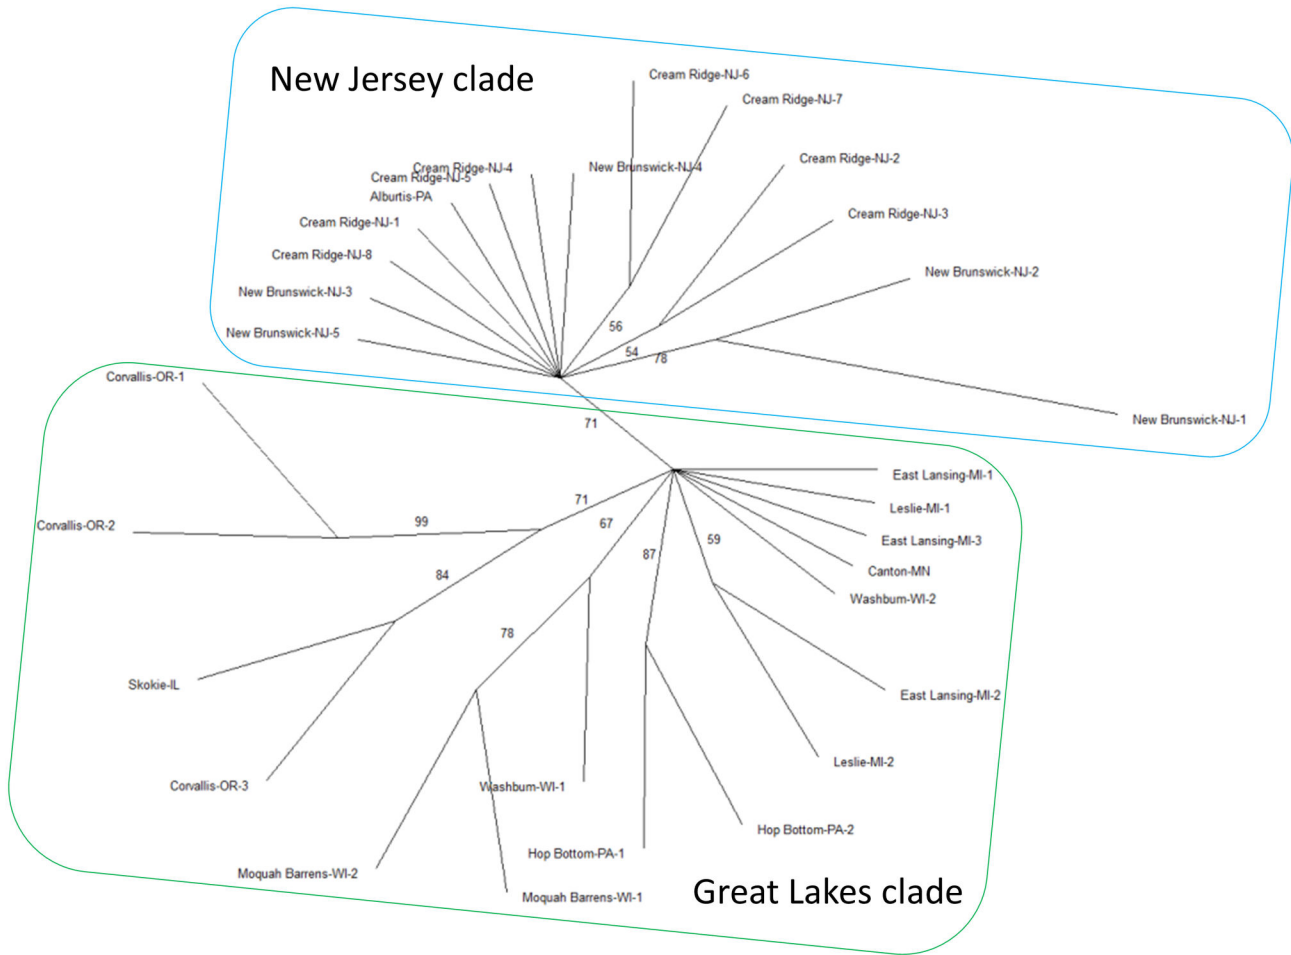 New Jersey clade
Cream Ridge-NJ-6
Cream Ridge-NJ-7
Cream Ridge-NJ-4
New Brunswick-NJ-4
Cream Ridge-NJ-2
Cream Ridge-NJ-5
Alburtis-PA
Cream Ridge-NJ-3
Cream Ridge-NJ-1
Cream Ridge-NJ-8
New Brunswick-NJ-2
New Brunswick-NJ-3
New Brunswick-NJ-5
56
54
78
Corvallis-OR-1
71
New Brunswick-NJ-1
East Lansing-MI-1
71
Leslie-MI-1
Corvallis-OR-2
99
67
East Lansing-MI-3
87
59
Canton-MN
84
Washburn-WI-2
78
Skokie-IL
East Lansing-MI-2
Leslie-MI-2
Corvallis-OR-3
Washburn-WI-1
Hop Bottom-PA-2
Hop Bottom-PA-1
Moquah Barrens-WI-2
Moquah Barrens-WI-1
Great Lakes clade